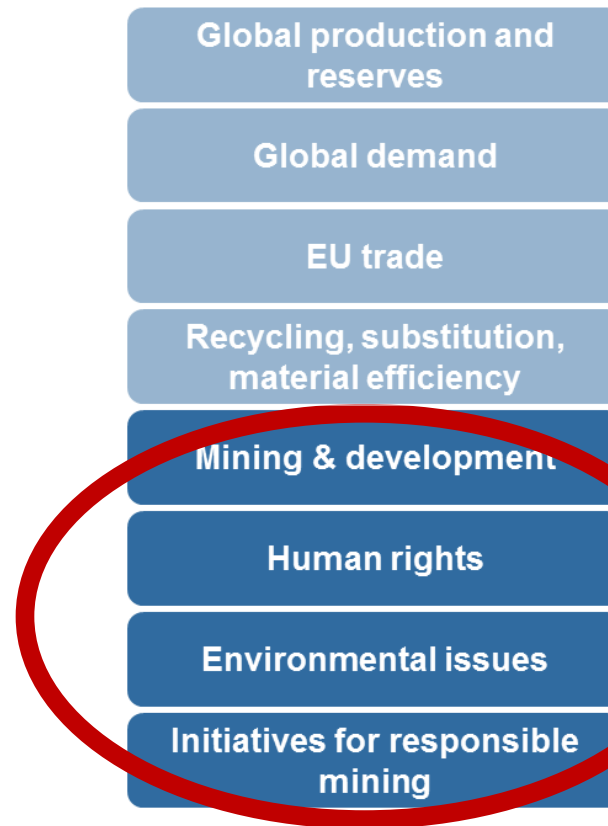 Global production and
reserves
Global demand
EU trade
Recycling, substitution,
material efficiency
Mining & development
Human rights
Environmental issues
Initiatives for responsible
mining